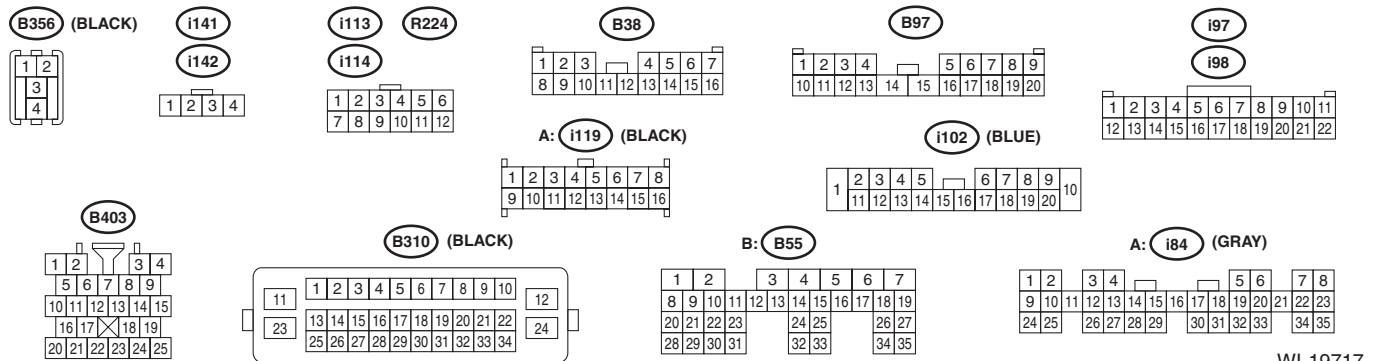 B356 (BLACK) i141 i113 R224 B38 B97 i97
i142 i114 i98
1 2
3
4
1 2 3 4
1 2 3 4 5 6
7 8 9 10 11 12
1 2 3 4 5 6 7
8 9 10 11 12 13 14 15 16
1 2 3 4 5 6 7 8 9
10 11 12 13 14 15 16 17 18 19 20
1 2 3 4 5 6 7 8 9 10 11
12 13 14 15 16 17 18 19 20 21 22
A: i119 (BLACK)
1 2 3 4 5 6 7 8
9 10 11 12 13 14 15 16
i102 (BLUE)
1 2 3 4 5 6 7 8 9 10
11 12 13 14 15 16 17 18 19 20
B403
1 2 3 4
5 6 7 8 9
10 11 12 13 14 15
16 17 18 19
20 21 22 23 24 25
B310 (BLACK)
11 1 2 3 4 5 6 7 8 9 10 12
23 13 14 15 16 17 18 19 20 21 22 24
25 26 27 28 29 30 31 32 33 34
B: B55
1 2 3 4 5 6 7
8 9 10 11 12 13 14 15 16 17 18 19
20 21 22 23 24 25 26 27
28 29 30 31 32 33 34 35
A: i84 (GRAY)
1 2 3 4 5 6 7 8
9 10 11 12 13 14 15 16 17 18 19 20 21 22 23
24 25 26 27 28 29 30 31 32 33 34 35
WI-19717